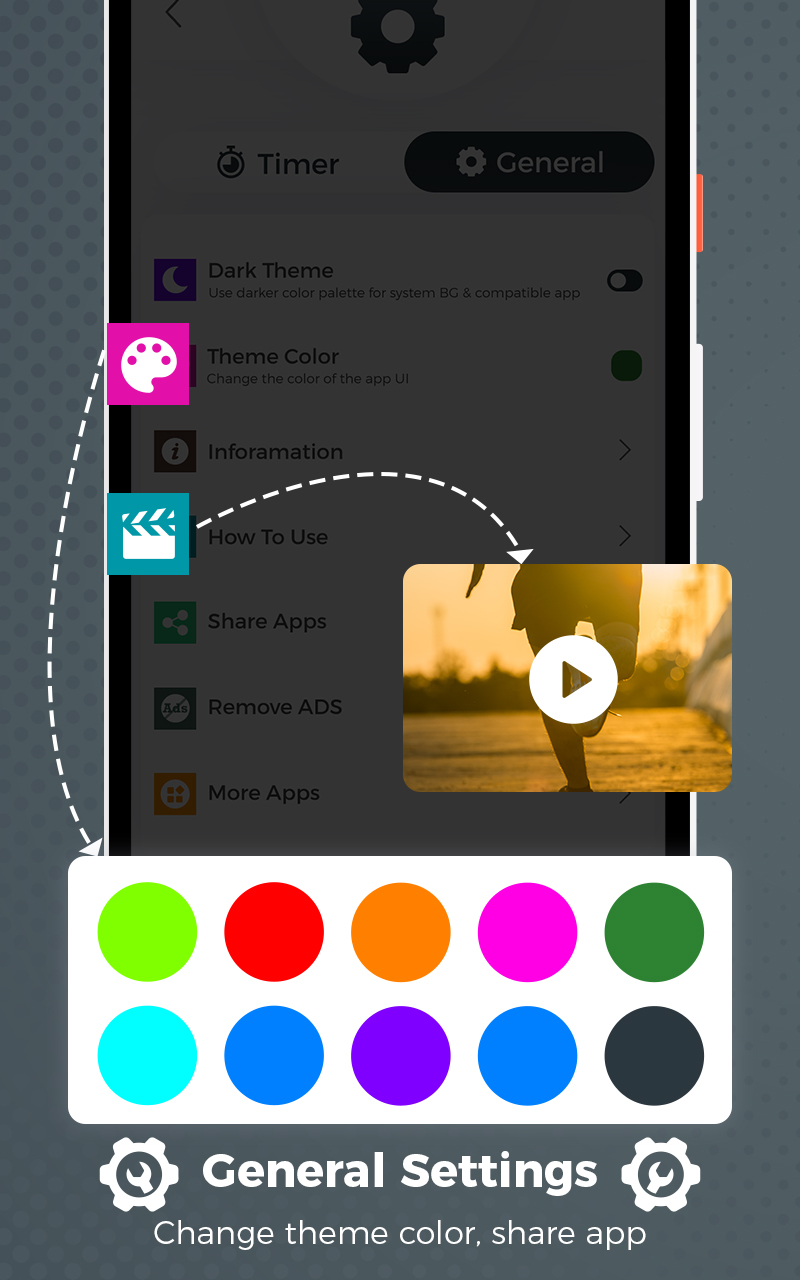 Timer
General
Dark Theme
Use darker color palette for system BG & compatible app
Theme Color
Change the color of the app UI
i
Inforamation
How To Use
Share Apps
Ads
Remove ADS
More Apps
General Settings
Change theme color, share app